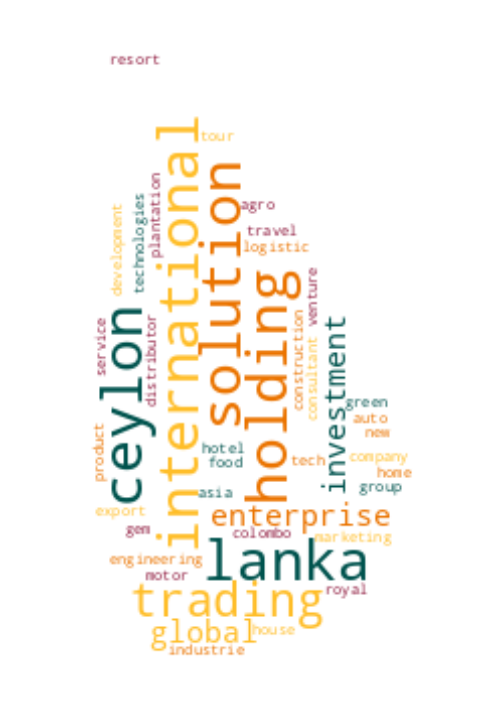 resort
international
tour
solution
plantation
technologies
development
agro
travel
logistic
holding
venture
ceylon
construction
consultant
distributor
service
investment
green
auto
new
product
hotel
food
tech
company
home
group
asia
export
enterprise
gem
colombo
marketing
lanka
engineering
motor
trading
royal
global
house
industrie